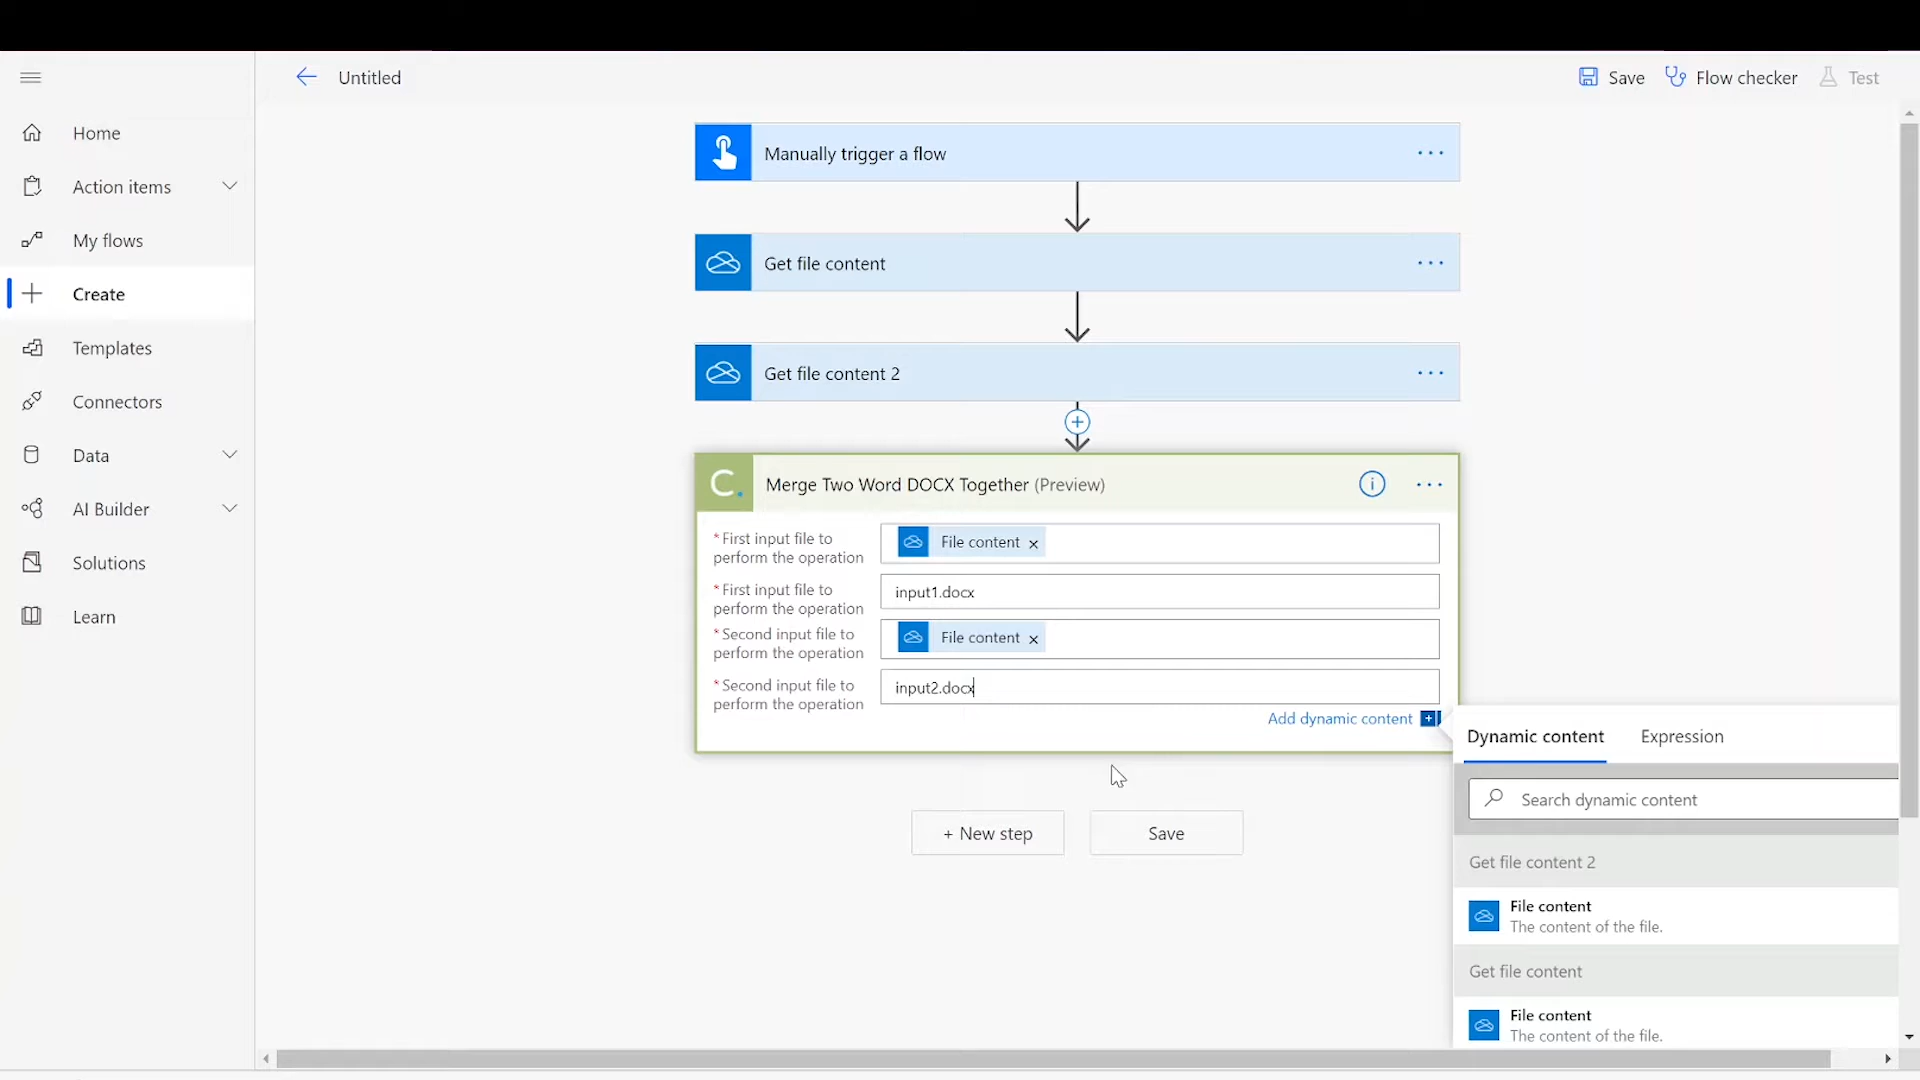 Untitled
Save
Flow checker
Test
Home
Action items
My flows
Create
Templates
Connectors
Data
AI Builder
Solutions
Learn
Manually trigger a flow
Get file content
Get file content 2
C.
Merge Two Word DOCX Together (Preview)
* First input file to
perform the operation
File content ×
* First input file to
perform the operation
input1.docx
* Second input file to
perform the operation
File content ×
* Second input file to
perform the operation
input2.docx
Add dynamic content +
+ New step
Save
Dynamic content
Expression
Search dynamic content
Get file content 2
File content
The content of the file.
Get file content
File content
The content of the file.